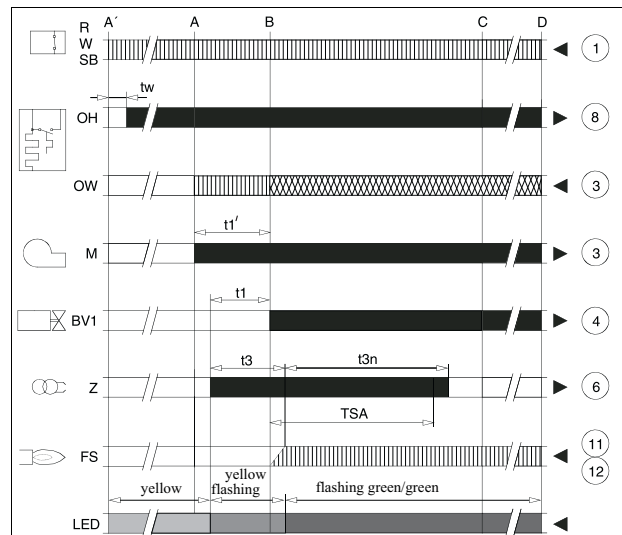 A´ A B C D
R
W
SB
1
tw
OH
8
OW
3
t1′
M
3
t1
BV1
4
t3 t3n
Z
6
TSA
FS
11
12
yellow yellow flashing flashing green/green
LED